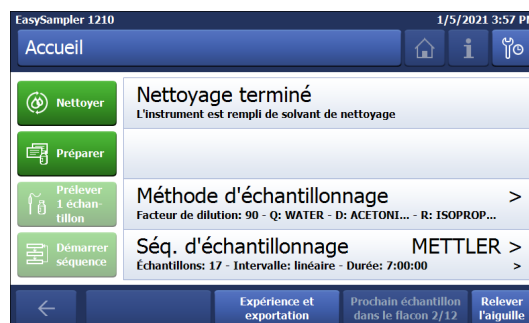 EasySampler 1210
1/5/2021 3:57 PM
Accueil
Nettoyer
Nettoyage terminé
L'instrument est rempli de solvant de nettoyage
Préparer
Prélever
1 échan-
tillon
Méthode d'échantillonnage >
Facteur de dilution: 90 - Q: WATER - D: ACETONI... - R: ISOPROP...
Démarrer
séquence
Séq. d'échantillonnage METTLER >
Échantillons: 17 - Intervalle: linéaire - Durée: 7:00:00 >
Expérience et
exportation
Prochain échantillon
dans le flacon 2/12
Relever
l'aiguille